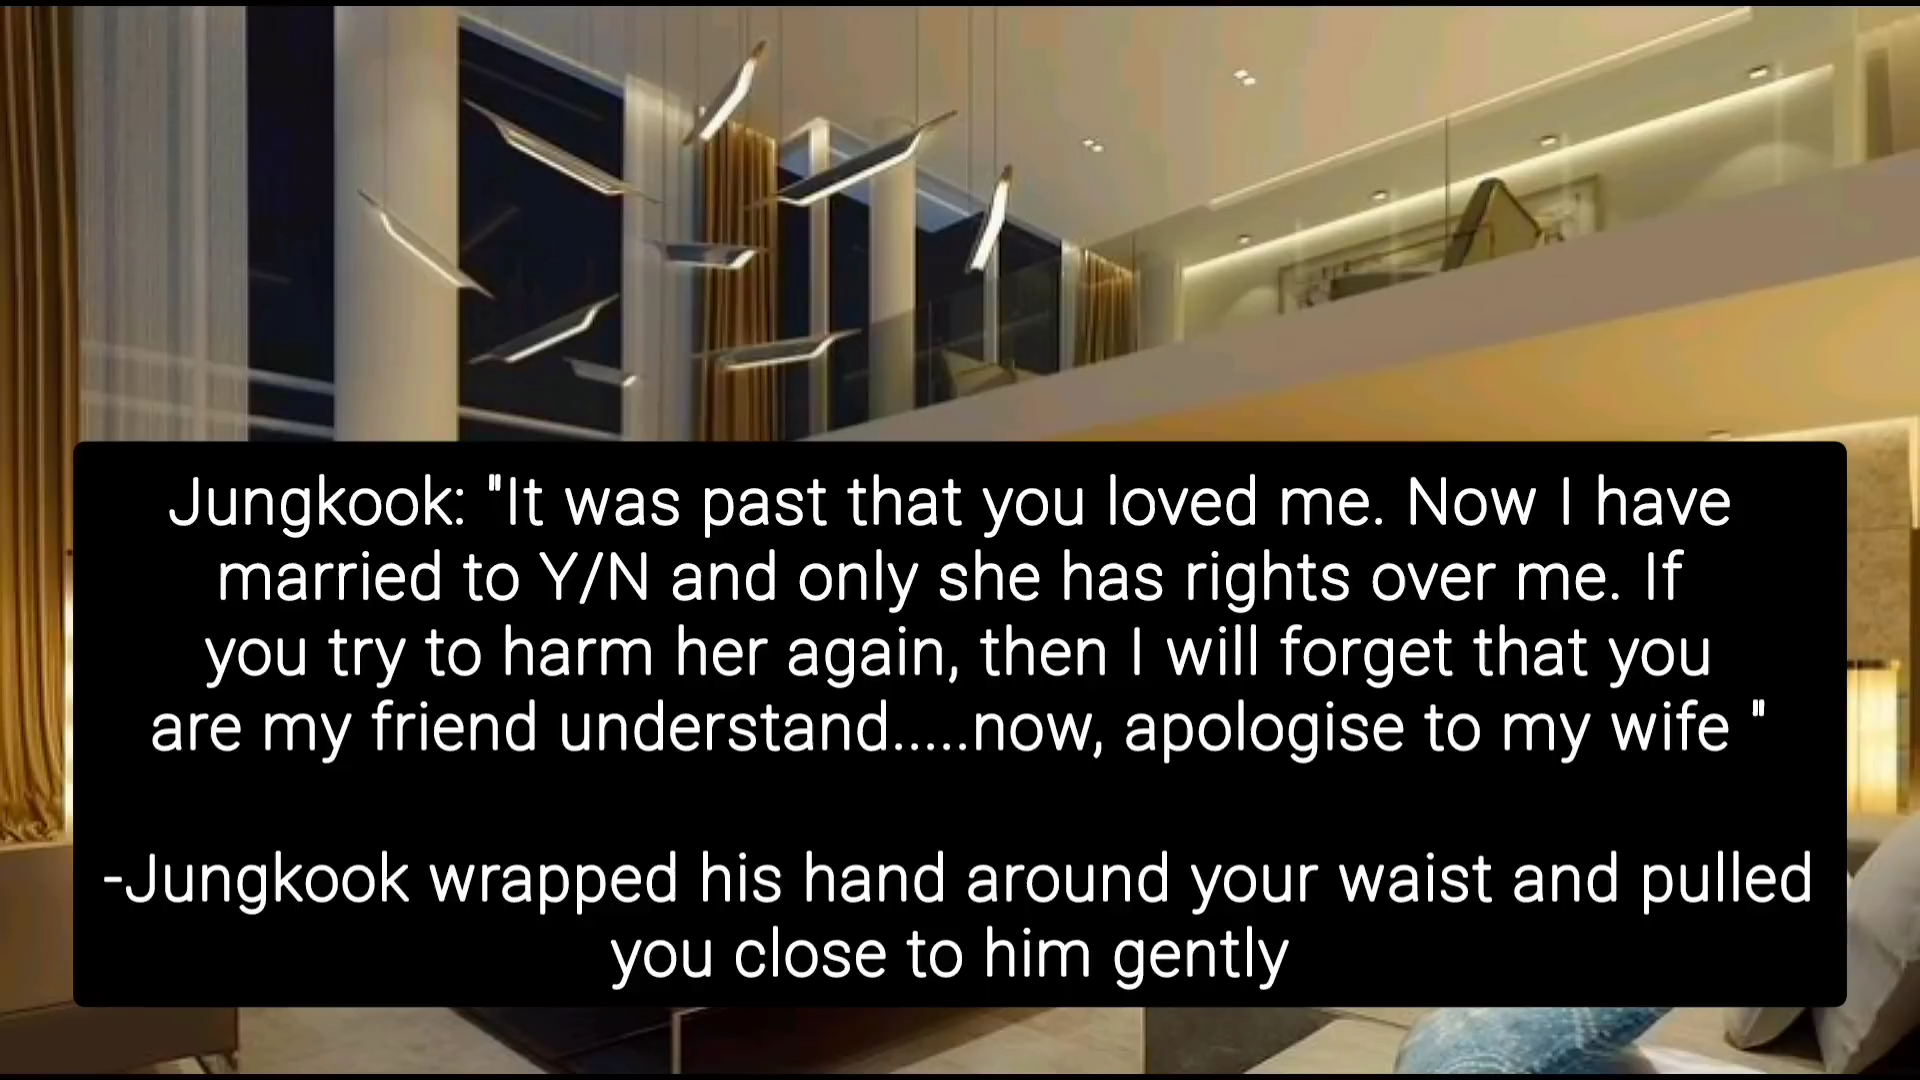 Jungkook: "It was past that you loved me. Now I have
married to Y/N and only she has rights over me. If
you try to harm her again, then I will forget that you
are my friend understand.....now, apologise to my wife "
-Jungkook wrapped his hand around your waist and pulled
you close to him gently